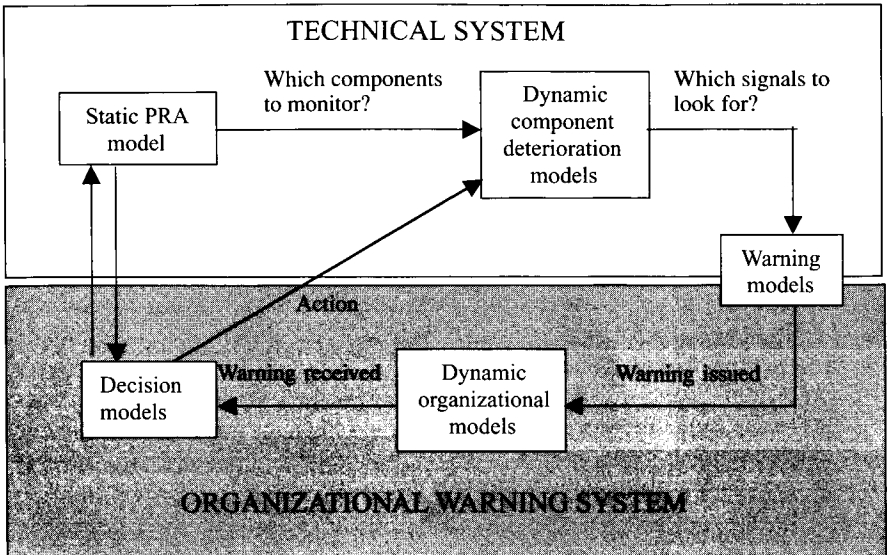 TECHNICAL SYSTEM
Which components
to monitor?
Which signals to
look for?
Static PRA
model
Dynamic
component
deterioration
models
Warning
models
Action
Decision
models
Warning received
Dynamic
organizational
models
Warning issued
ORGANIZATIONAL WARNING SYSTEM